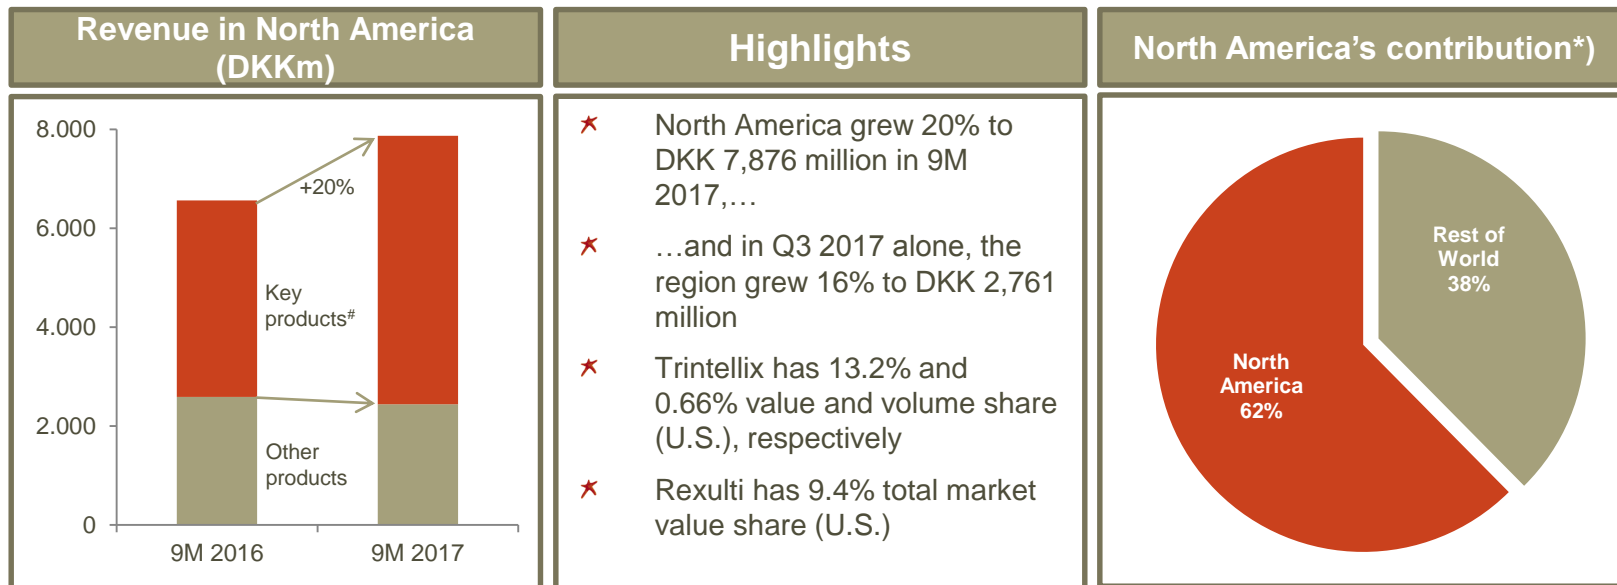 Revenue in North America
(DKKm)
8.000
6.000
4.000
2.000
0
+20%
Key
products#
Other
products
9M 2016
9M 2017
Highlights
North America grew 20% to
DKK 7,876 million in 9M
2017,…
…and in Q3 2017 alone, the
region grew 16% to DKK 2,761
million
Trintellix has 13.2% and
0.66% value and volume share
(U.S.), respectively
Rexulti has 9.4% total market
value share (U.S.)
North America’s contribution*)
Rest of
World
38%
North
America
62%